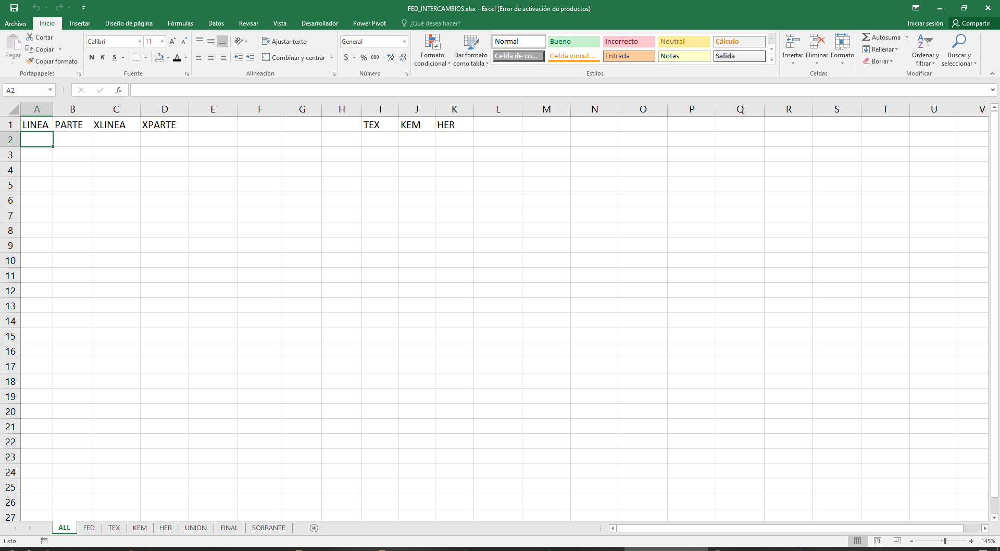 FED_INTERCAMBIOS.xlsx - Excel (Error de activación de productos)
Archivo Inicio Insertar Diseño de página Fórmulas Datos Revisar Vista Desarrollador Power Pivot ¿Qué desea hacer? Iniciar sesión Compartir
Pegar
Cortar
Copiar
Copiar formato
Portapapeles
Calibri 11
N K S
Fuente
Ajustar texto
Combinar y centrar
Alineación
General
$ % 000
Número
Formato condicional
Dar formato como tabla
Normal Bueno Incorrecto Neutral Cálculo
Celda de co... Celda vincul... Entrada Notas Salida
Estilos
Insertar Eliminar Formato
Celdas
Autosuma
Rellenar
Borrar
Ordenar y filtrar
Buscar y seleccionar
Modificar
A2
fx
A B C D E F G H I J K L M N O P Q R S T U V
1 LINEA PARTE XLINEA XPARTE TEX KEM HER
2
3
4
5
6
7
8
9
10
11
12
13
14
15
16
17
18
19
20
21
22
23
24
25
26
27
ALL FED TEX KEM HER UNION FINAL SOBRANTE
Listo 145%